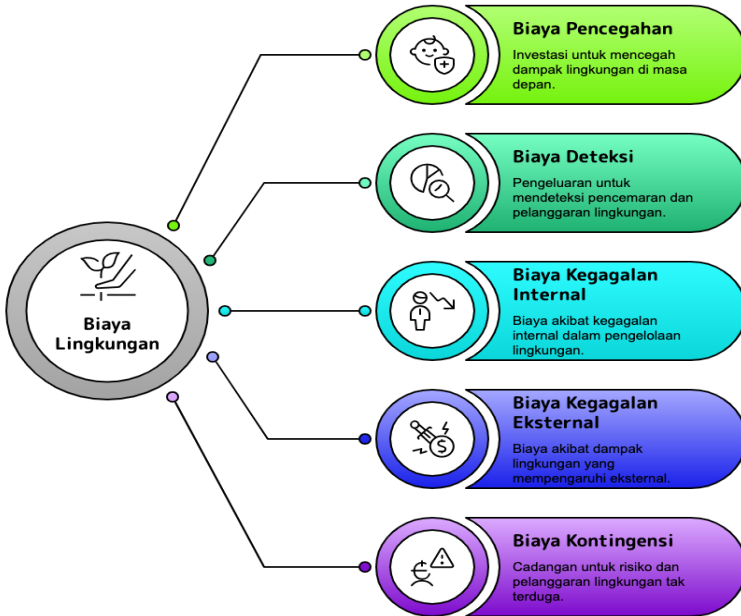 Biaya Pencegahan
Investasi untuk mencegah
dampak lingkungan di masa
depan.
Biaya Deteksi
Pengeluaran untuk
mendeteksi pencemaran dan
pelanggaran lingkungan.
Biaya
Lingkungan
Biaya Kegagalan
Internal
Biaya akibat kegagalan
internal dalam pengelolaan
lingkungan.
Biaya Kegagalan
Eksternal
Biaya akibat dampak
lingkungan yang
mempengaruhi eksternal.
Biaya Kontingensi
Cadangan untuk risiko dan
pelanggaran lingkungan tak
terduga.